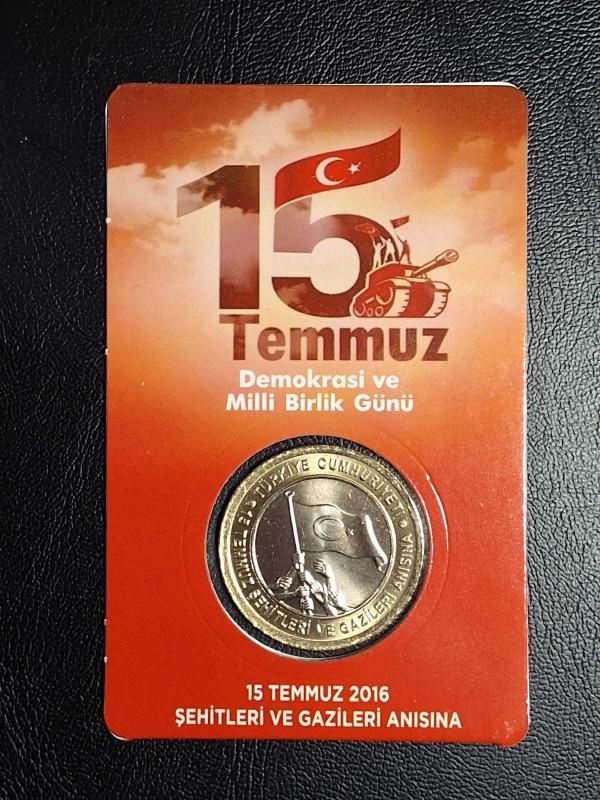 15
Temmuz
Demokrasi ve
Milli Birlik Günü
TÜRKİYE CUMHURİYETİ
ŞEHİTLERİ VE GAZİLERİ ANISINA
15 TEMMUZ 2016
ŞEHİTLERİ VE GAZİLERİ ANISINA